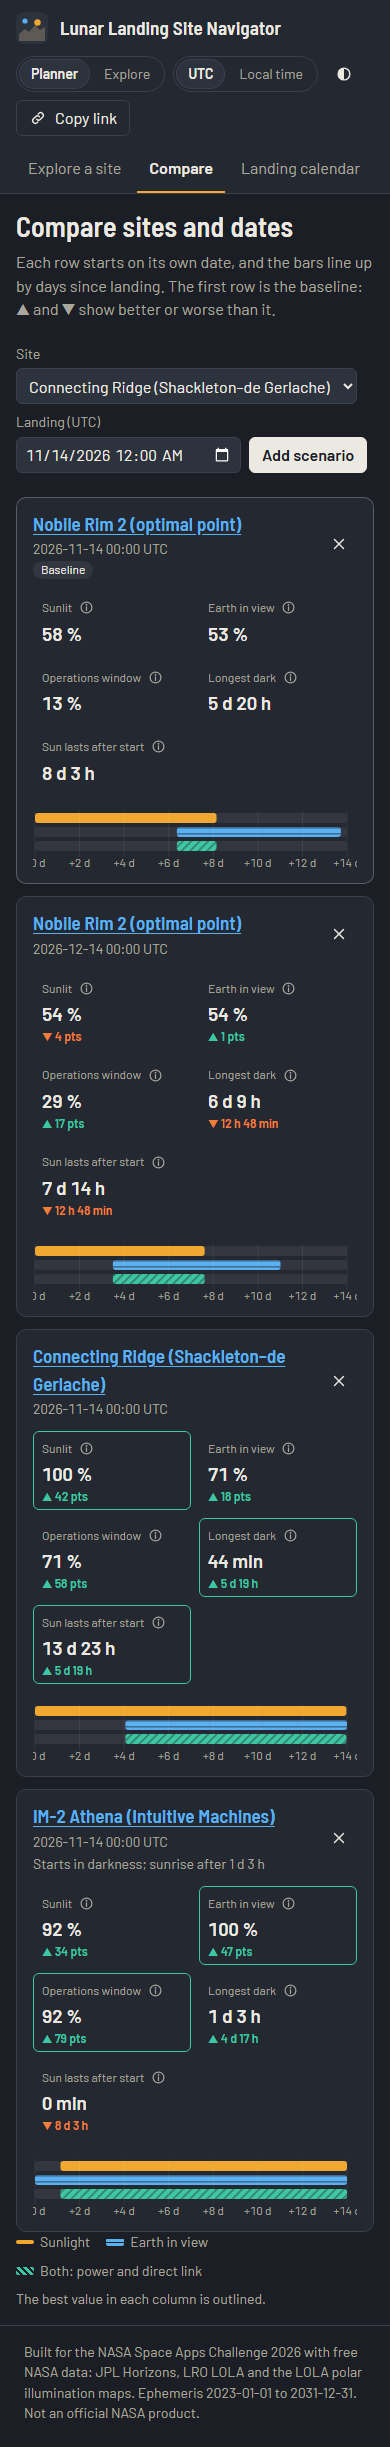 Lunar Landing Site Navigator
Planner Explore UTC Local time
Copy link
Explore a site Compare Landing calendar
Compare sites and dates
Each row starts on its own date, and the bars line up
by days since landing. The first row is the baseline:
▲ and ▼ show better or worse than it.
Site
Connecting Ridge (Shackleton–de Gerlache)
Landing (UTC)
11/14/2026 12:00 AM Add scenario
Nobile Rim 2 (optimal point)
2026-11-14 00:00 UTC
Baseline
Sunlit Earth in view
58 % 53 %
Operations window Longest dark
13 % 5 d 20 h
Sun lasts after start
8 d 3 h
0 d +2 d +4 d +6 d +8 d +10 d +12 d +14 d
Nobile Rim 2 (optimal point)
2026-12-14 00:00 UTC
Sunlit Earth in view
54 % 54 %
▼ 4 pts ▲ 1 pts
Operations window Longest dark
29 % 6 d 9 h
▲ 17 pts ▼ 12 h 48 min
Sun lasts after start
7 d 14 h
▼ 12 h 48 min
0 d +2 d +4 d +6 d +8 d +10 d +12 d +14 d
Connecting Ridge (Shackleton–de
Gerlache)
2026-11-14 00:00 UTC
Sunlit Earth in view
100 % 71 %
▲ 42 pts ▲ 18 pts
Operations window Longest dark
71 % 44 min
▲ 58 pts ▲ 5 d 19 h
Sun lasts after start
13 d 23 h
▲ 5 d 19 h
0 d +2 d +4 d +6 d +8 d +10 d +12 d +14 d
IM-2 Athena (Intuitive Machines)
2026-11-14 00:00 UTC
Starts in darkness; sunrise after 1 d 3 h
Sunlit Earth in view
92 % 100 %
▲ 34 pts ▲ 47 pts
Operations window Longest dark
92 % 1 d 3 h
▲ 79 pts ▲ 4 d 17 h
Sun lasts after start
0 min
▼ 8 d 3 h
0 d +2 d +4 d +6 d +8 d +10 d +12 d +14 d
Sunlight Earth in view
Both: power and direct link
The best value in each column is outlined.
Built for the NASA Space Apps Challenge 2026 with free
NASA data: JPL Horizons, LRO LOLA and the LOLA polar
illumination maps. Ephemeris 2023-01-01 to 2031-12-31.
Not an official NASA product.